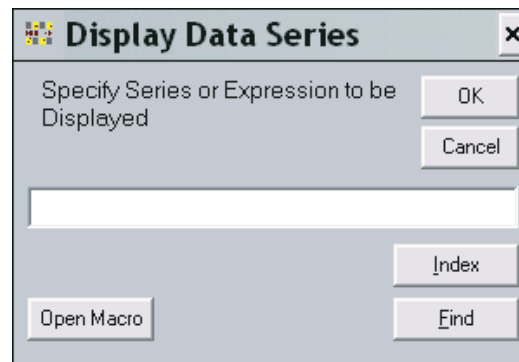 Display Data Series
Specify Series or Expression to be
Displayed
OK
Cancel
Index
Open Macro
Find